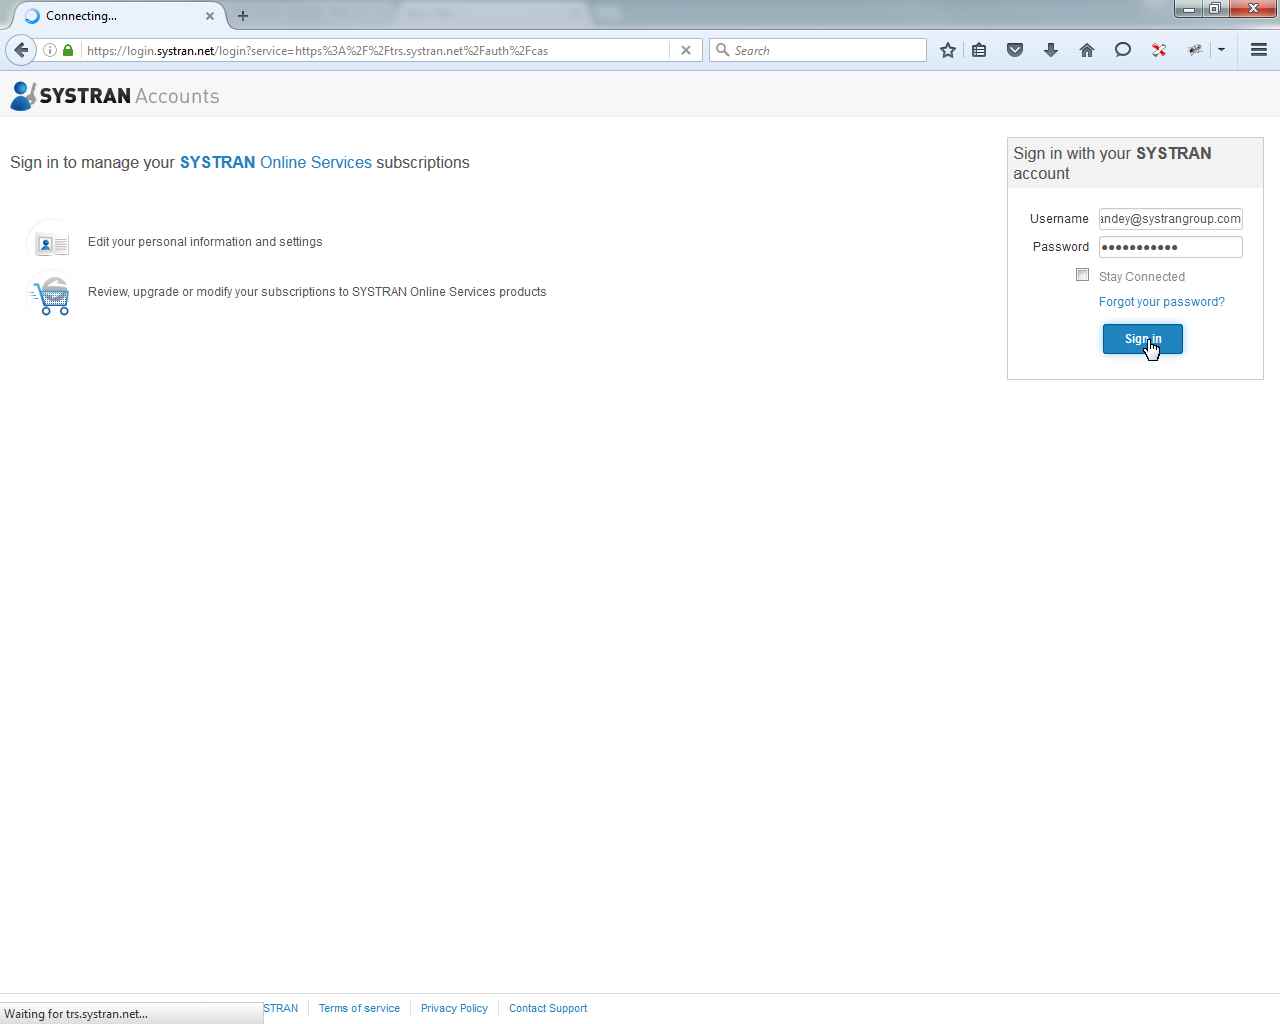 Connecting...
https://login.systran.net/login?service=https%3A%2F%2Ftrs.systran.net%2Fauth%2Fcas
Search
SYSTRAN Accounts
Sign in to manage your SYSTRAN Online Services subscriptions
Edit your personal information and settings
Review, upgrade or modify your subscriptions to SYSTRAN Online Services products
Sign in with your SYSTRAN
account
Username andey@systrangroup.com
Password
Stay Connected
Forgot your password?
Sign in
STRAN Terms of service Privacy Policy Contact Support
Waiting for trs.systran.net...